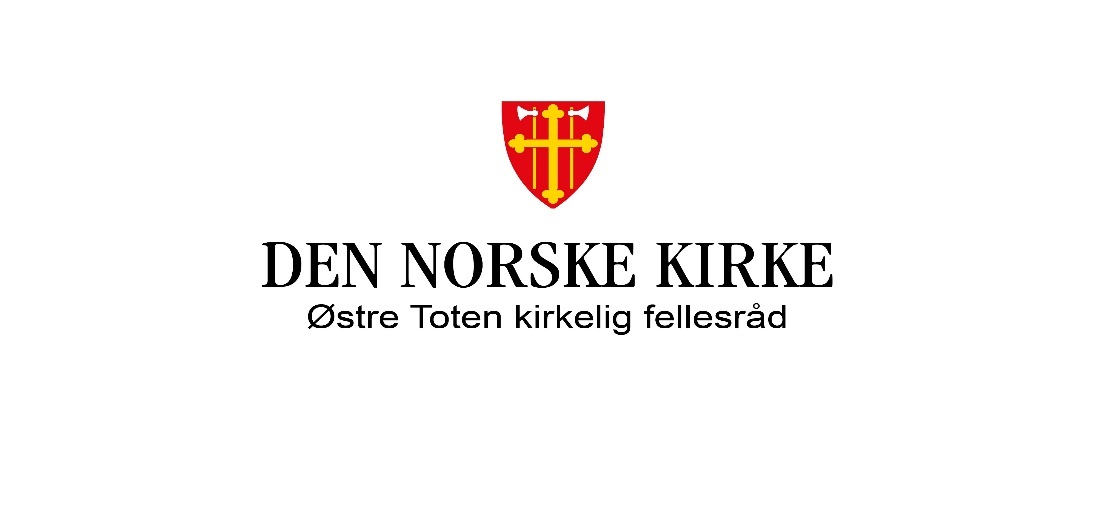 DEN NORSKE KIRKE
Østre Toten kirkelig fellesråd